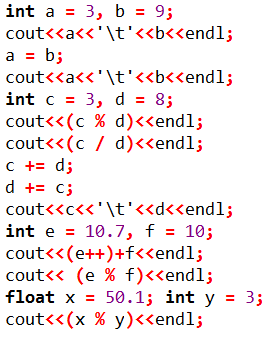 int a = 3, b = 9;
cout<<a<<'\t'<<b<<endl;
a = b;
cout<<a<<'\t'<<b<<endl;
int c = 3, d = 8;
cout<<(c % d)<<endl;
cout<<(c / d)<<endl;
c += d;
d += c;
cout<<c<<'\t'<<d<<endl;
int e = 10.7, f = 10;
cout<<(e++)+f<<endl;
cout<< (e % f)<<endl;
float x = 50.1; int y = 3;
cout<<(x % y)<<endl;